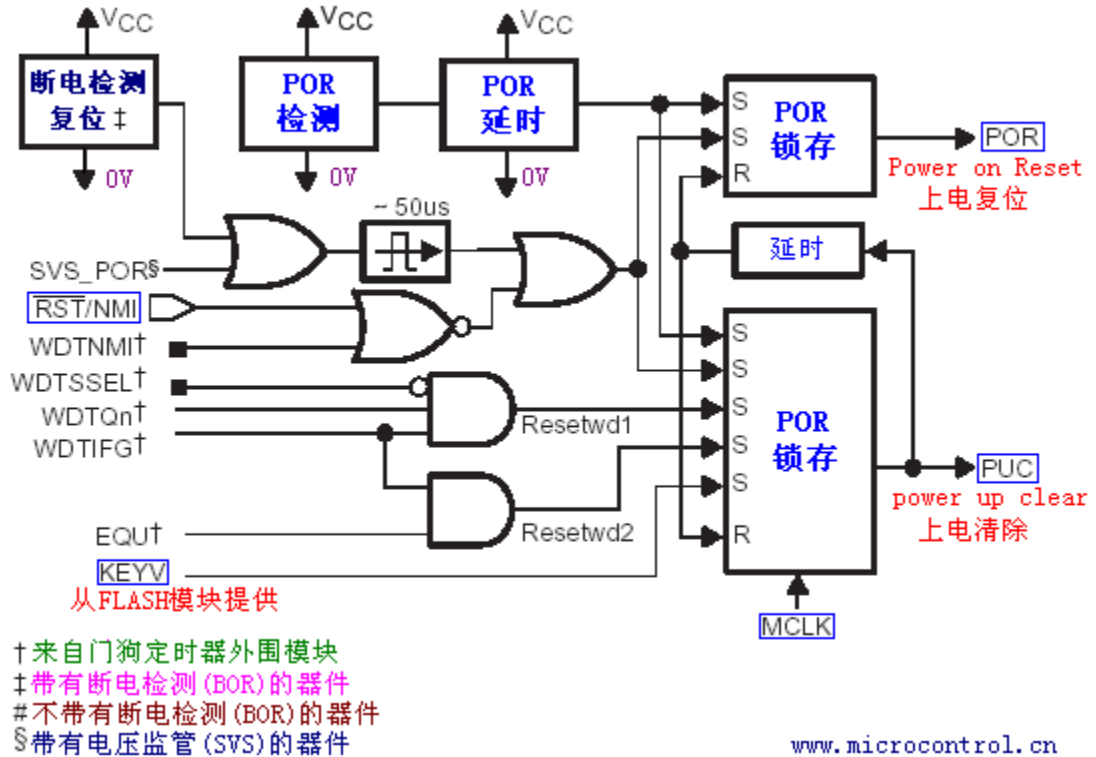 VCC
VCC
VCC
断电检测
复位‡
POR
检测
POR
延时
0V
0V
0V
S
S
R
POR
锁存
POR
Power on Reset
上电复位
~ 50us
延时
SVS_POR§
RST/NMI
WDTNMI†
WDTSSEL†
WDTQn†
WDTIFG†
EQU†
KEYV
从FLASH模块提供
Resetwd1
Resetwd2
S
S
S
S
S
R
POR
锁存
PUC
power up clear
上电清除
MCLK
†来自门狗定时器外围模块
‡带有断电检测(BOR)的器件
#不带有断电检测(BOR)的器件
§带有电压监管(SVS)的器件
www.microcontrol.cn